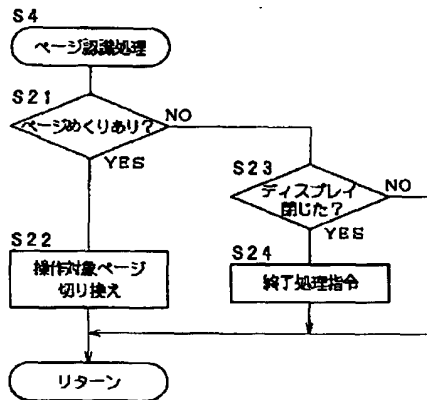 S4
ページ認識処理
S21
ページめくりあり?
NO
YES
S23
ディスプレイ
閉じた?
NO
YES
S22
操作対象ページ
切り換え
S24
終了処理指令
リターン